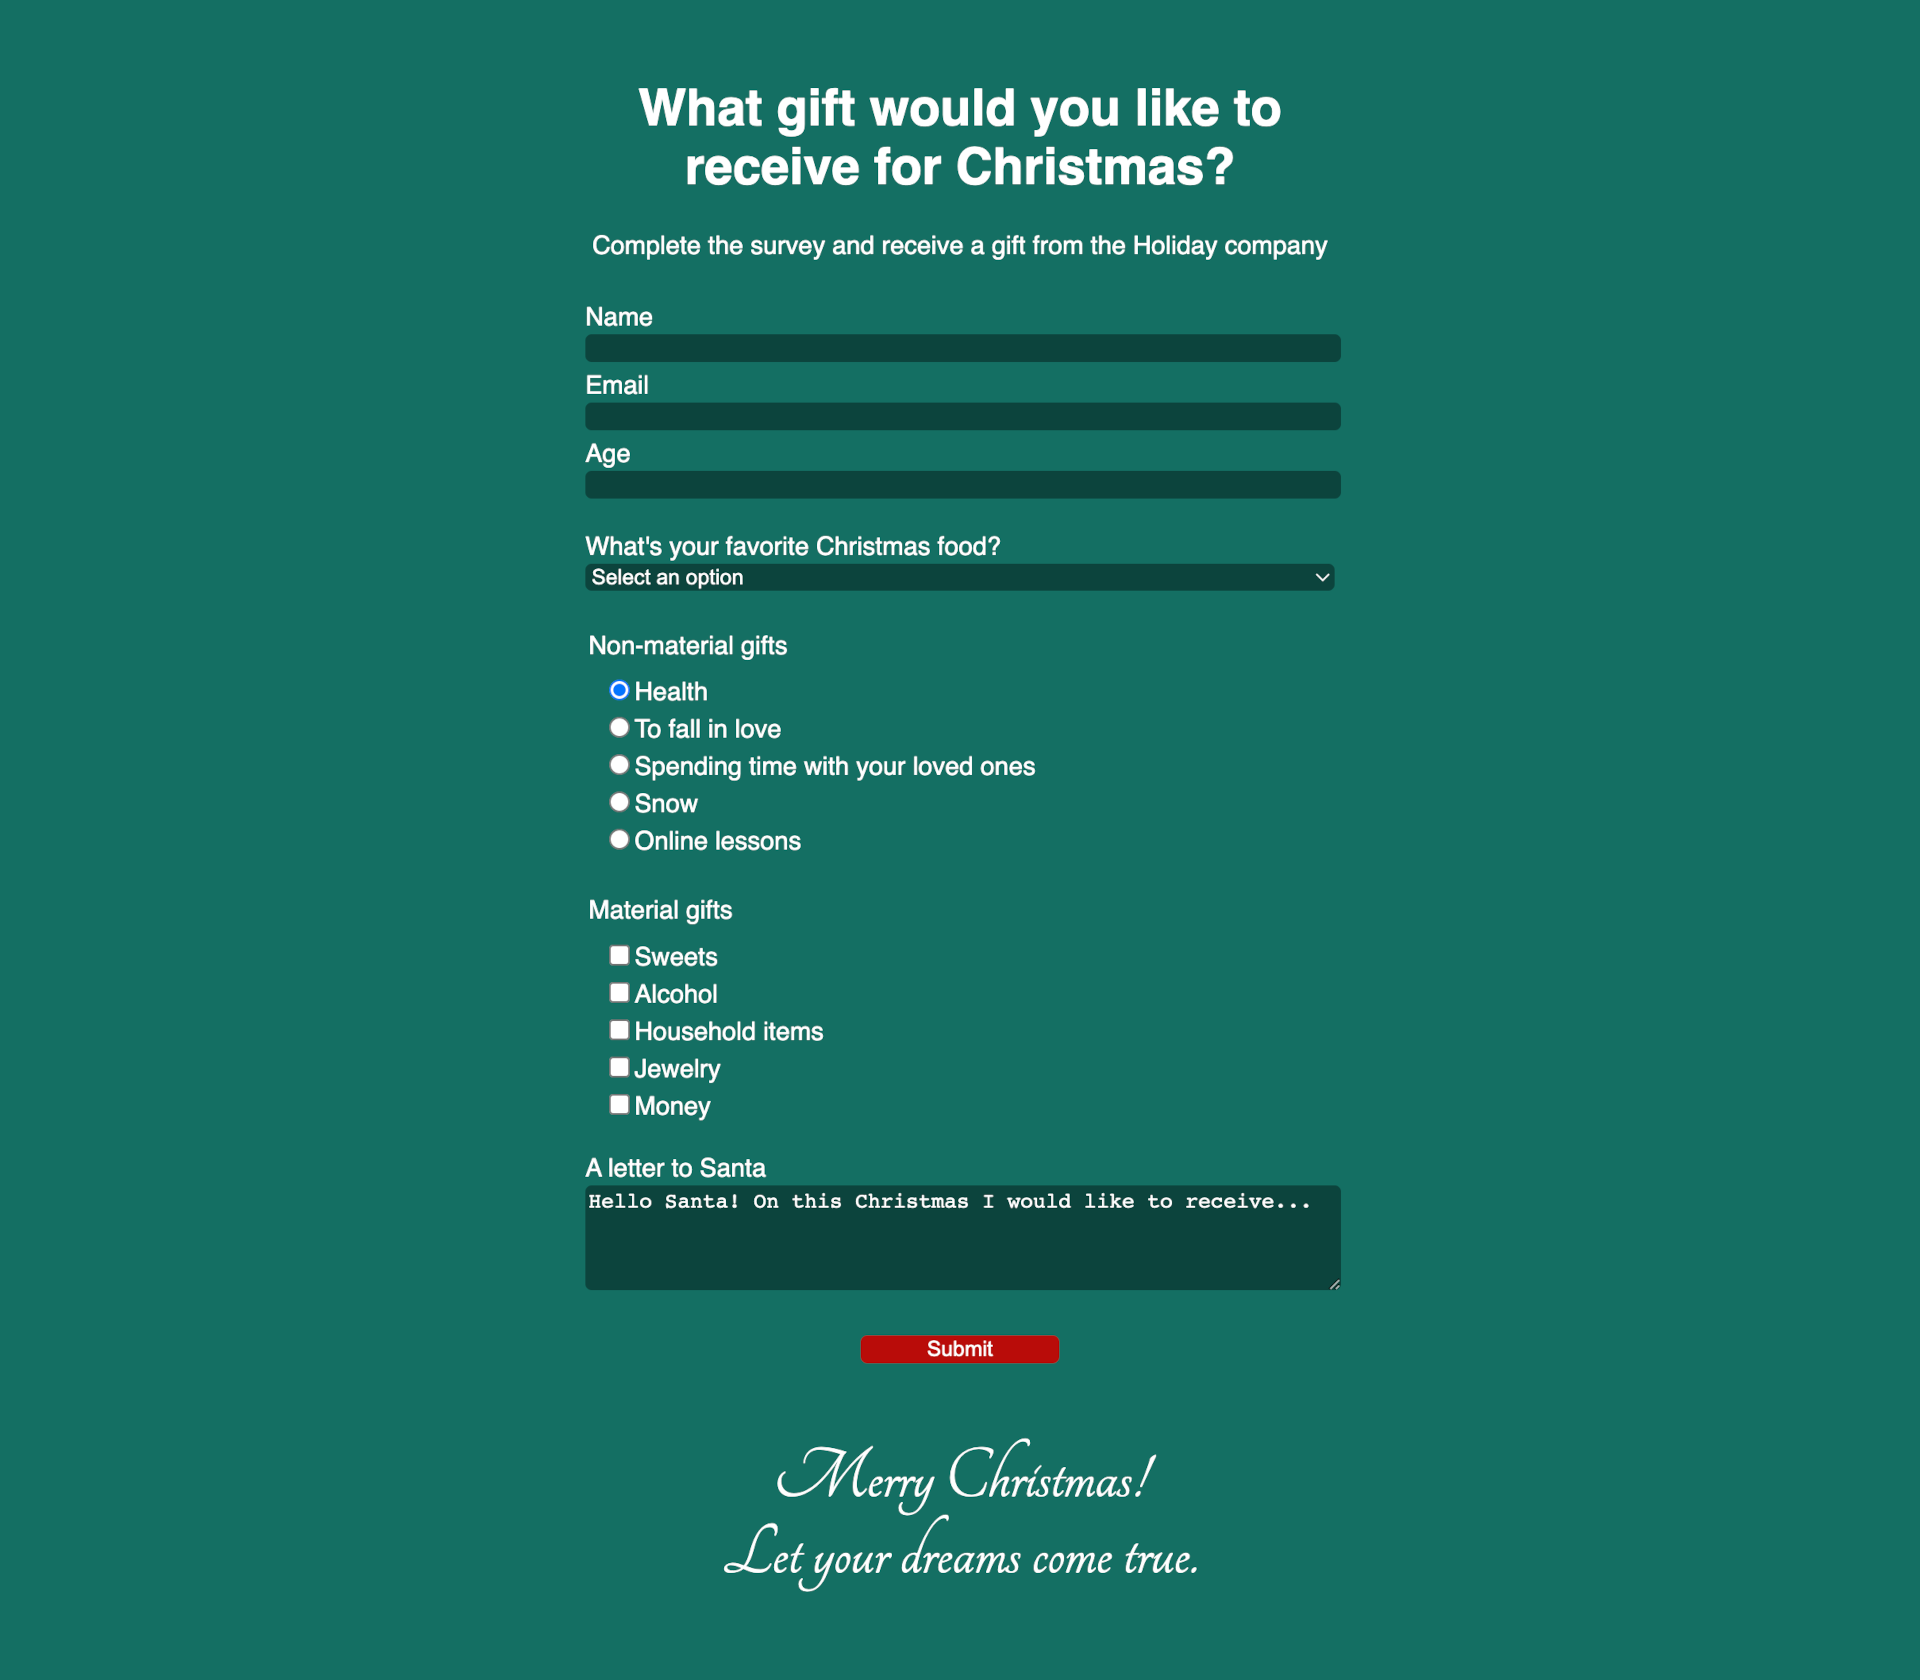 What gift would you like to
receive for Christmas?
Complete the survey and receive a gift from the Holiday company
Name
Email
Age
What's your favorite Christmas food?
Select an option
Non-material gifts
Health
To fall in love
Spending time with your loved ones
Snow
Online lessons
Material gifts
Sweets
Alcohol
Household items
Jewelry
Money
A letter to Santa
Hello Santa! On this Christmas I would like to receive...
Submit
Merry Christmas!
Let your dreams come true.